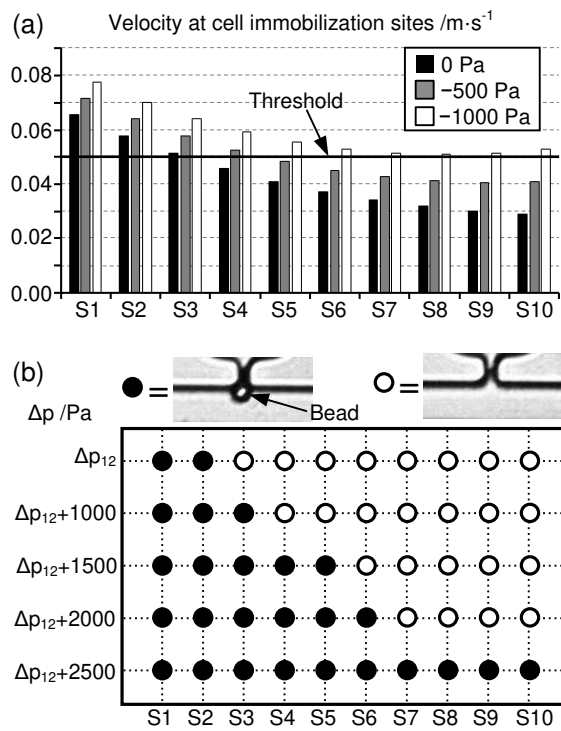 (a) Velocity at cell immobilization sites /m·s⁻¹
0 Pa
−500 Pa
−1000 Pa
Threshold
0.08
0.06
0.04
0.02
0.00
S1 S2 S3 S4 S5 S6 S7 S8 S9 S10
(b)
= =
Bead
Δp /Pa
Δp₁₂
Δp₁₂+1000
Δp₁₂+1500
Δp₁₂+2000
Δp₁₂+2500
S1 S2 S3 S4 S5 S6 S7 S8 S9 S10